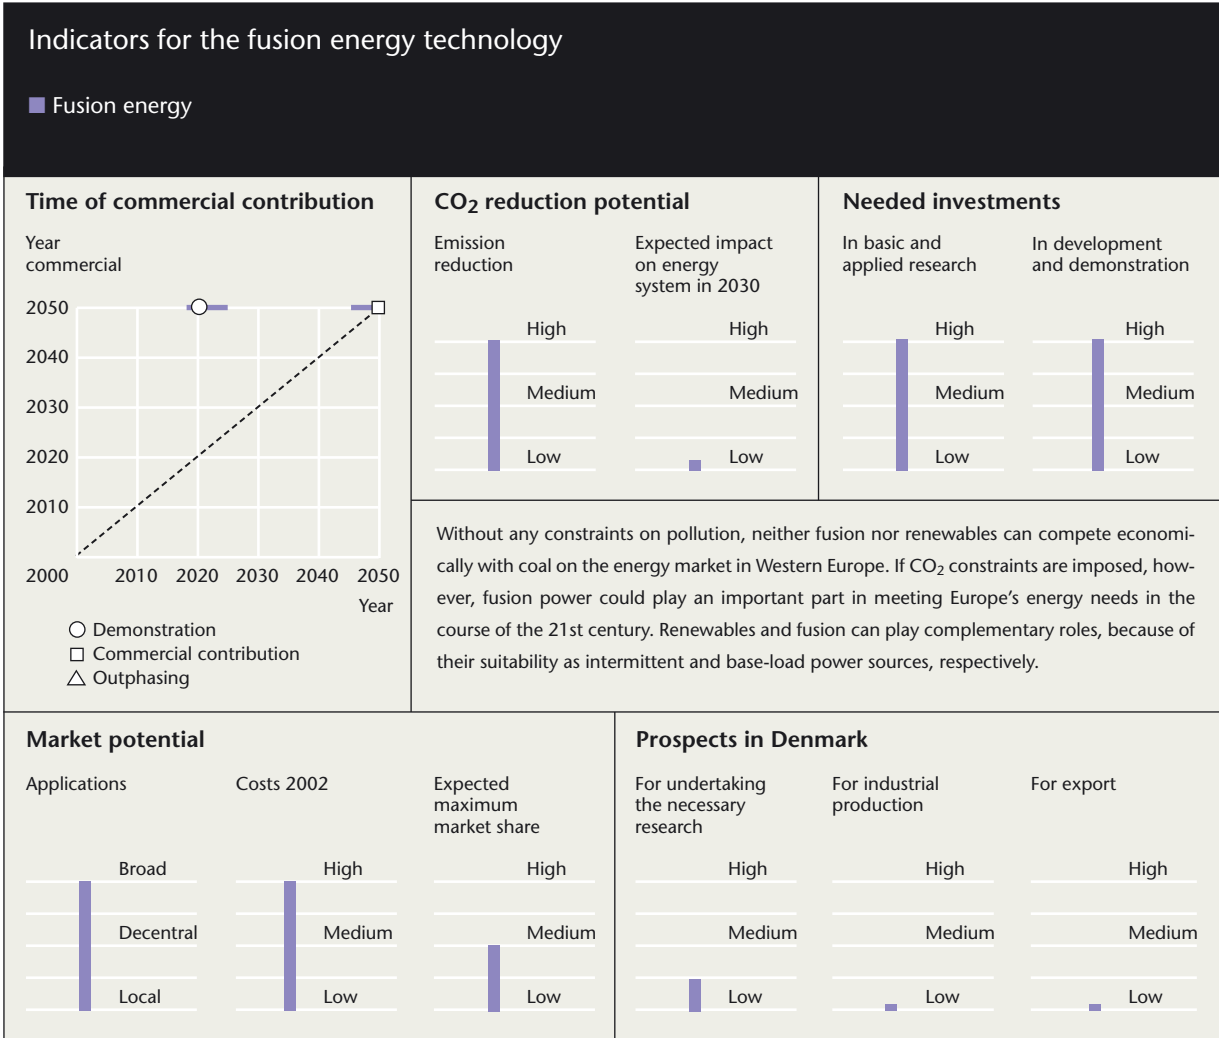 Indicators for the fusion energy technology
Fusion energy
Time of commercial contribution
Year
commercial
2050
2040
2030
2020
2010
2000 2010 2020 2030 2040 2050
Year
Demonstration
Commercial contribution
Outphasing
CO2 reduction potential
Emission
reduction
High
Medium
Low
Expected impact
on energy
system in 2030
High
Medium
Low
Needed investments
In basic and
applied research
High
Medium
Low
In development
and demonstration
High
Medium
Low
Without any constraints on pollution, neither fusion nor renewables can compete economi-
cally with coal on the energy market in Western Europe. If CO2 constraints are imposed, how-
ever, fusion power could play an important part in meeting Europe’s energy needs in the
course of the 21st century. Renewables and fusion can play complementary roles, because of
their suitability as intermittent and base-load power sources, respectively.
Market potential
Applications
Broad
Decentral
Local
Costs 2002
High
Medium
Low
Expected
maximum
market share
High
Medium
Low
Prospects in Denmark
For undertaking
the necessary
research
High
Medium
Low
For industrial
production
High
Medium
Low
For export
High
Medium
Low